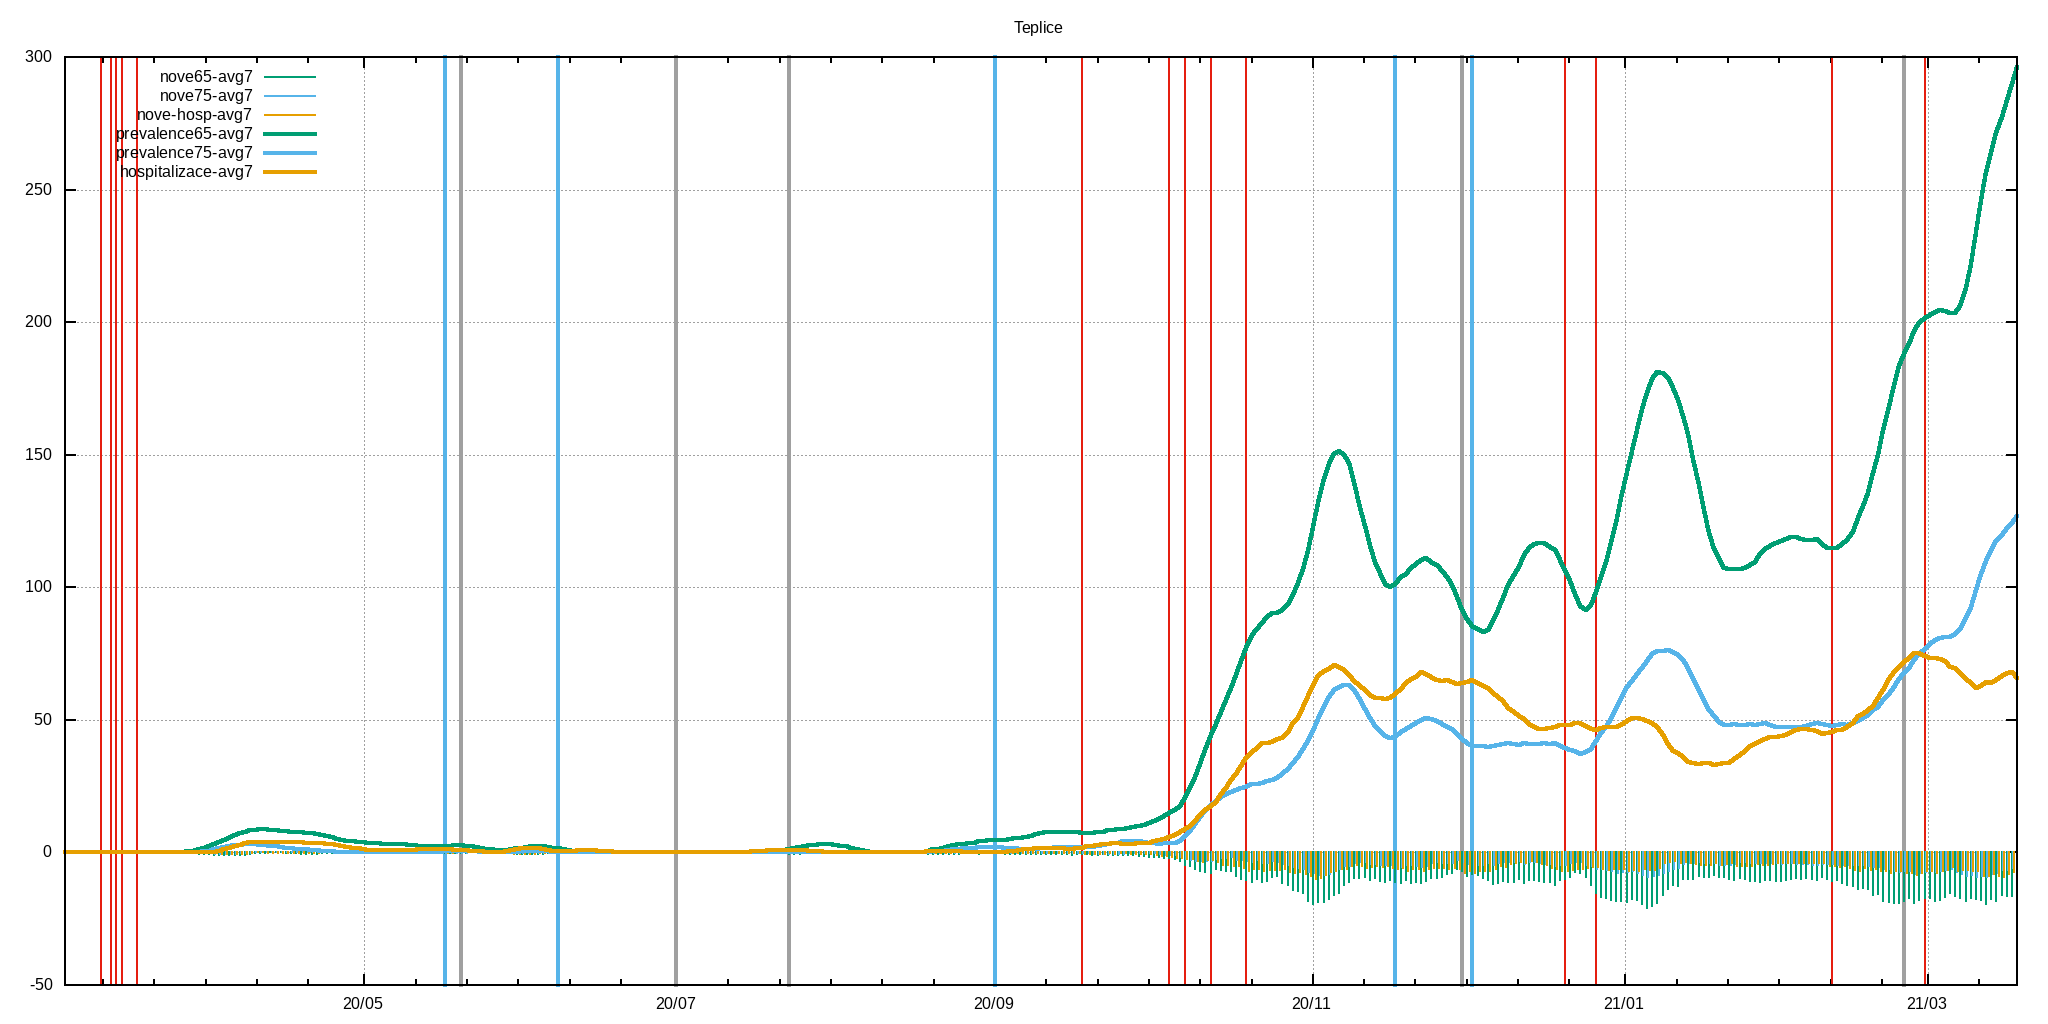 Teplice
300
nove65-avg7
nove75-avg7
nove-hosp-avg7
prevalence65-avg7
prevalence75-avg7
hospitalizace-avg7
250
200
150
100
50
0
-50
20/05 20/07 20/09 20/11 21/01 21/03